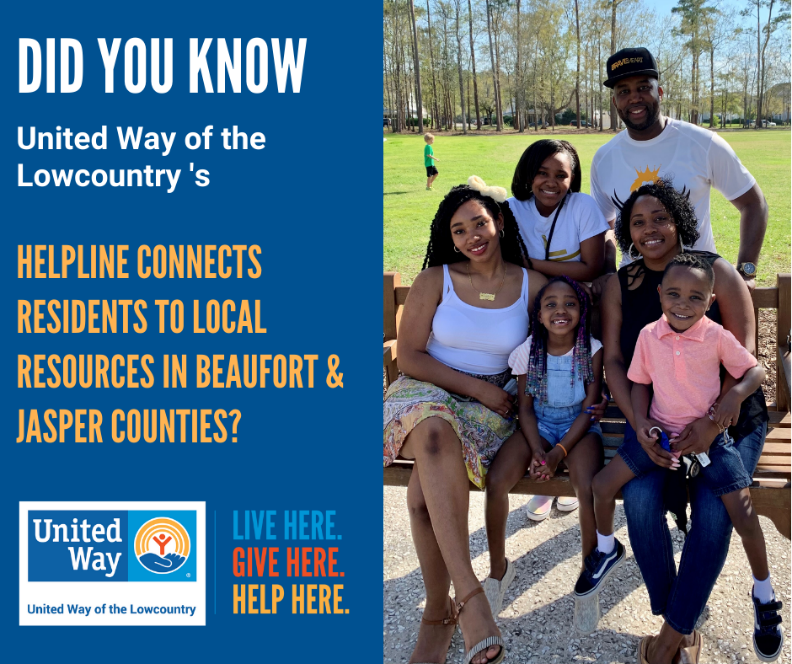 DID YOU KNOW
United Way of the
Lowcountry 's
HELPLINE CONNECTS
RESIDENTS TO LOCAL
RESOURCES IN BEAUFORT &
JASPER COUNTIES?
United
Way
®
United Way of the Lowcountry
LIVE HERE.
GIVE HERE.
HELP HERE.